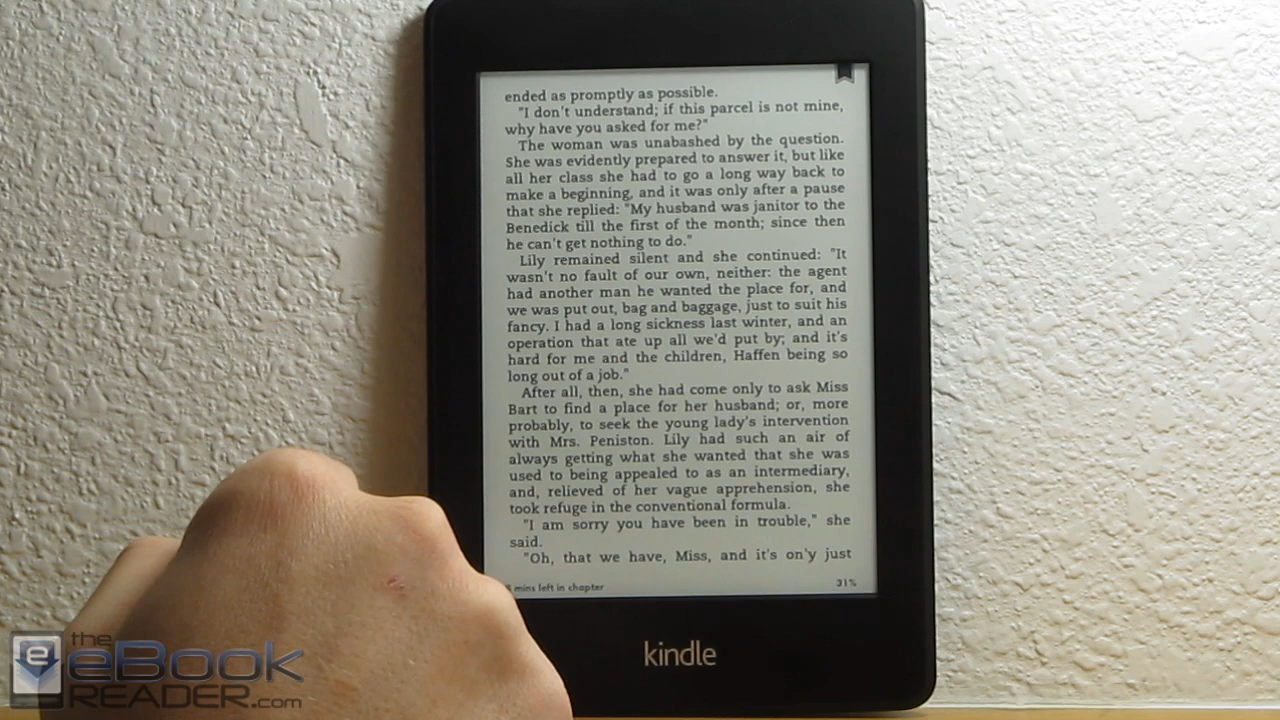 ended as promptly as possible.
"I don't understand; if this parcel is not mine,
why have you asked for me?"
The woman was unabashed by the question.
She was evidently prepared to answer it, but like
all her class she had to go a long way back to
make a beginning, and it was only after a pause
that she replied: "My husband was janitor to the
Benedick till the first of the month; since then
he can't get nothing to do."
Lily remained silent and she continued: "It
wasn't no fault of our own, neither: the agent
had another man he wanted the place for, and
we was put out, bag and baggage, just to suit his
fancy. I had a long sickness last winter, and an
operation that ate up all we'd put by; and it's
hard for me and the children, Haffen being so
long out of a job."
After all, then, she had come only to ask Miss
Bart to find a place for her husband; or, more
probably, to seek the young lady's intervention
with Mrs. Peniston. Lily had such an air of
always getting what she wanted that she was
used to being appealed to as an intermediary,
and, relieved of her vague apprehension, she
took refuge in the conventional formula.
"I am sorry you have been in trouble," she
said.
"Oh, that we have, Miss, and it's on'y just
mins left in chapter 31%
kindle
e the
eBook
READER.com